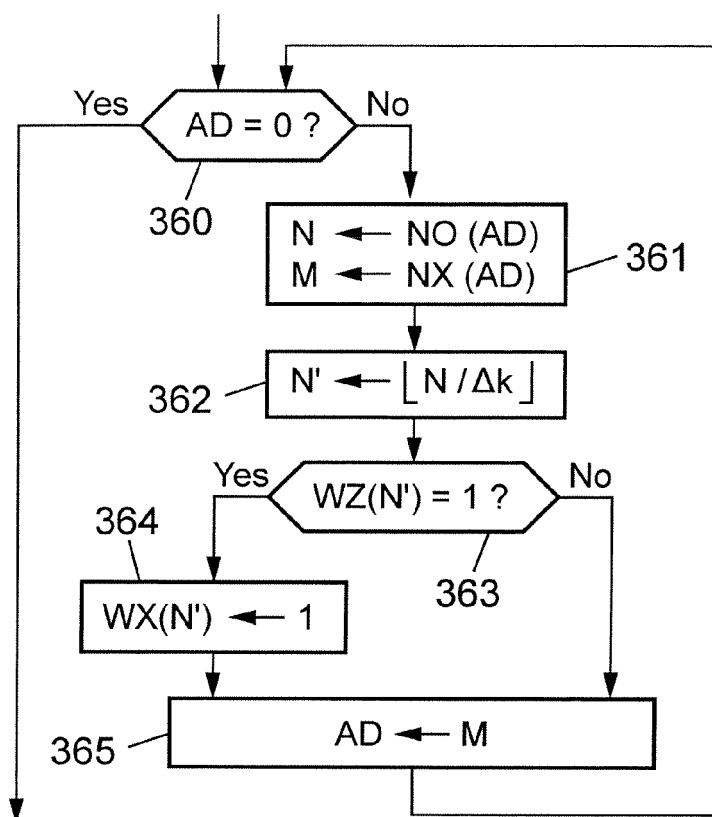 Yes
AD = 0 ?
No
360
N ← NO (AD)
M ← NX (AD)
361
362
N' ← ⌊ N / Δk ⌋
Yes
WZ(N') = 1 ?
No
364
363
WX(N') ← 1
365
AD ← M